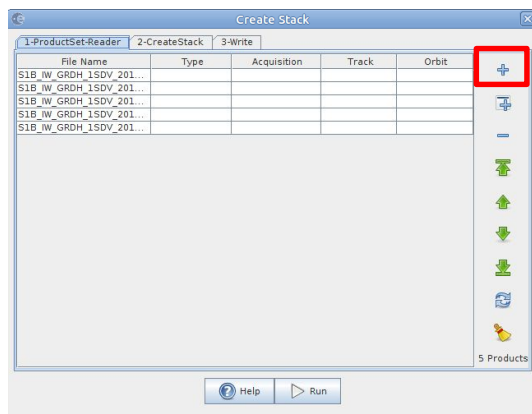 Create Stack
1-ProductSet-Reader 2-CreateStack 3-Write
File Name Type Acquisition Track Orbit
S1B_IW_GRDH_1SDV_201...
S1B_IW_GRDH_1SDV_201...
S1B_IW_GRDH_1SDV_201...
S1B_IW_GRDH_1SDV_201...
S1B_IW_GRDH_1SDV_201...
5 Products
Help Run